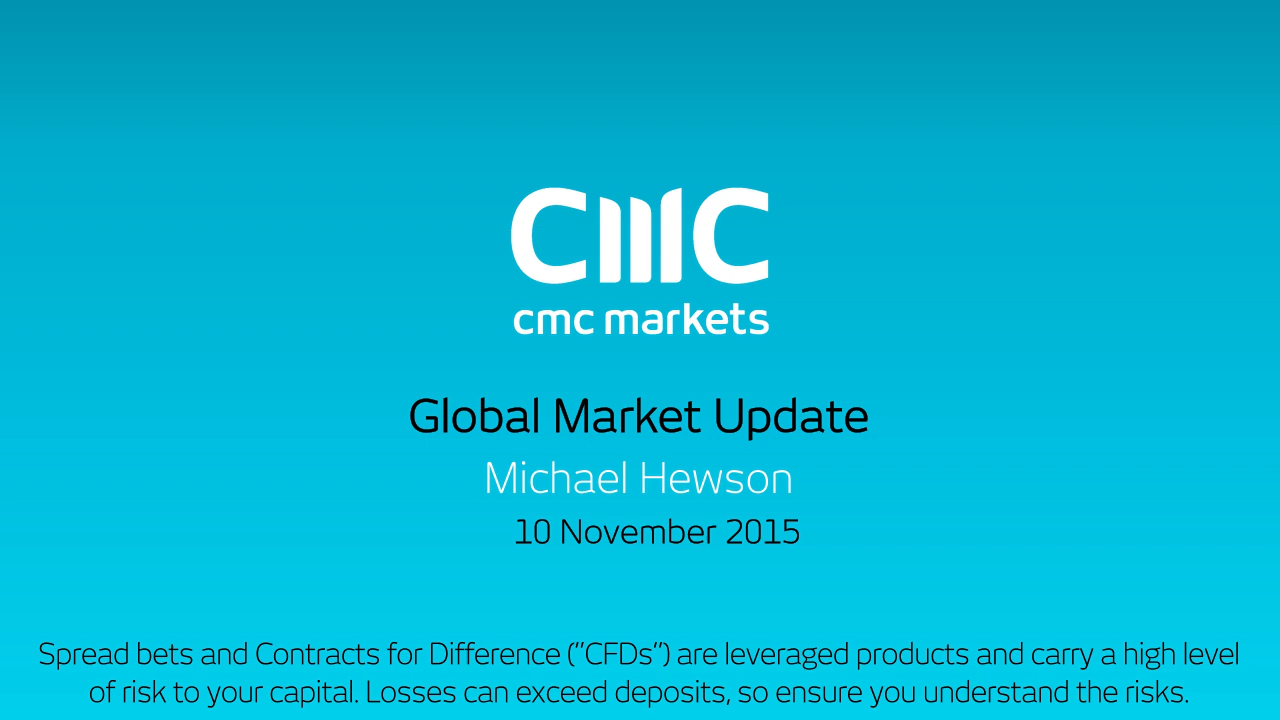 CMC
cmc markets
Global Market Update
Michael Hewson
10 November 2015
Spread bets and Contracts for Difference (“CFDs”) are leveraged products and carry a high level
of risk to your capital. Losses can exceed deposits, so ensure you understand the risks.